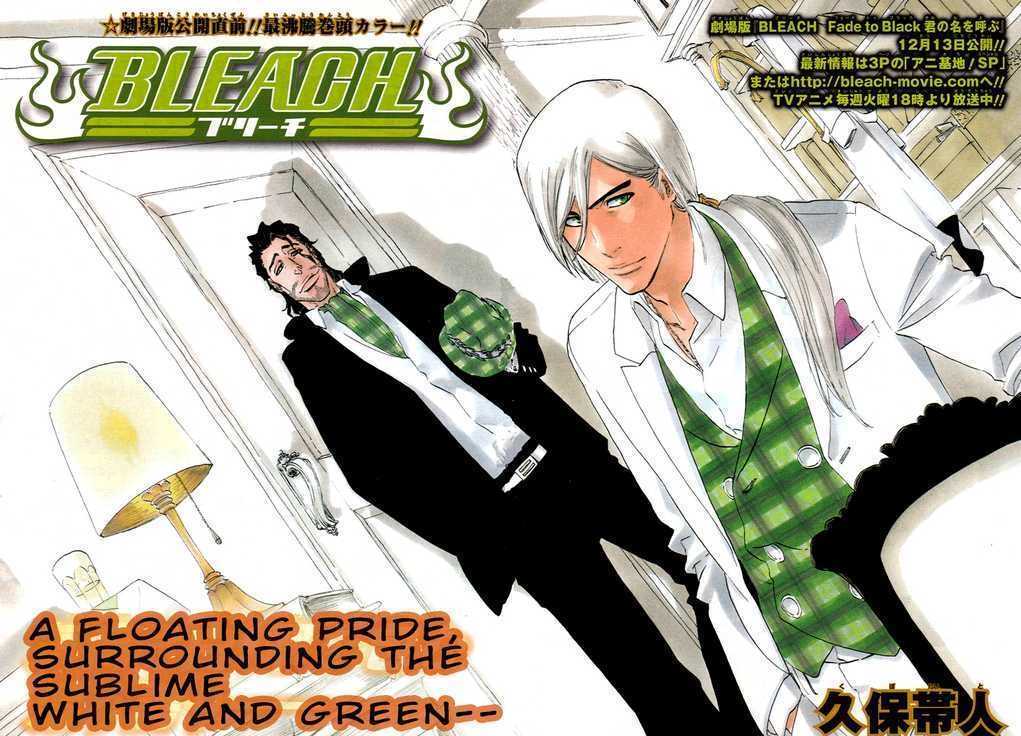 ☆劇場版公開直前!!最沸騰巻頭カラー!!
BLEACH
ブリーチ
劇場版「BLEACH Fade to Black 君の名を呼ぶ」
12月13日公開!!
最新情報は3Pの「アニ基地!SP」
またはhttp://bleach-movie.comへ!!
TVアニメ毎週火曜18時より放送中!!
A FLOATING PRIDE,
SURROUNDING THE
SUBLIME
WHITE AND GREEN--
久保帯人